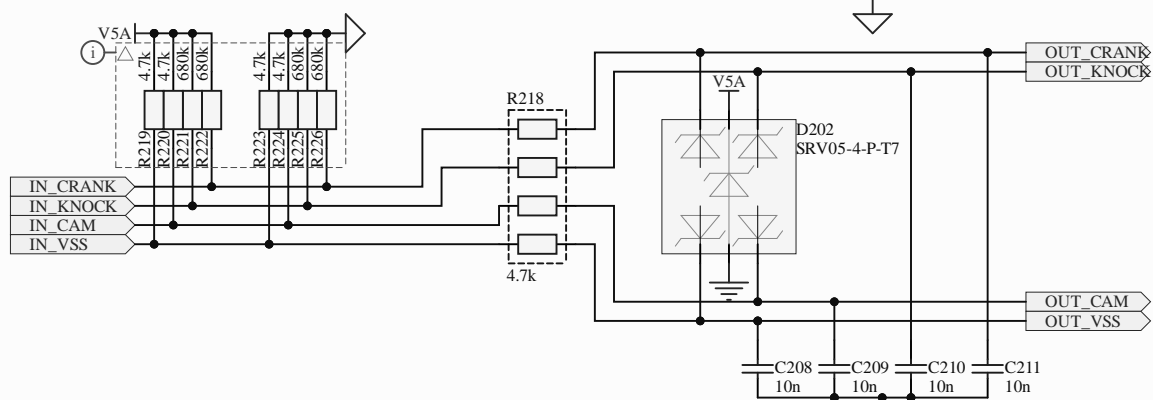 V5A
i
4.7k
4.7k
680k
680k
4.7k
4.7k
680k
680k
R219
R220
R221
R222
R223
R224
R225
R226
IN_CRANK
IN_KNOCK
IN_CAM
IN_VSS
R218
4.7k
V5A
D202
SRV05-4-P-T7
OUT_CRANK
OUT_KNOCK
OUT_CAM
OUT_VSS
C208
10n
C209
10n
C210
10n
C211
10n